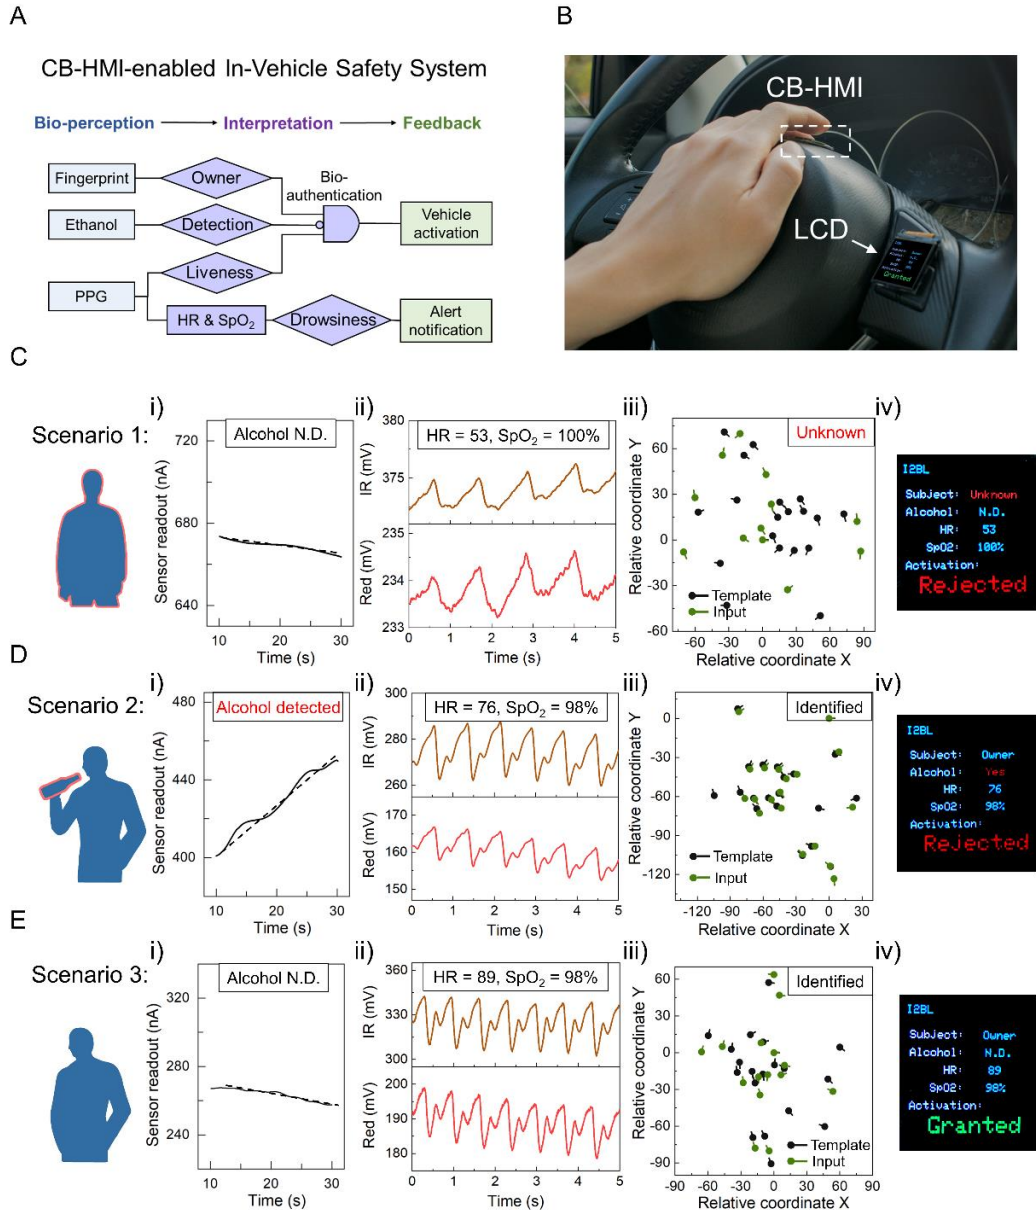 A
B
CB-HMI-enabled In-Vehicle Safety System
Bio-perception
Interpretation
Feedback
Fingerprint
Owner
Bio-
authentication
Ethanol
Detection
Vehicle
activation
Liveness
PPG
HR & SpO₂
Drowsiness
Alert
notification
CB-HMI
LCD
Granted
C
Scenario 1:
i)
Alcohol N.D.
Sensor readout (nA)
720
680
640
10 20 30
Time (s)
ii)
HR = 53, SpO₂ = 100%
IR (mV)
380
375
Red (mV)
235
234
233
0 1 2 3 4 5
Time (s)
iii)
Unknown
Relative coordinate Y
60
30
0
-30
-60
Template
Input
-60 -30 0 30 60 90
Relative coordinate X
iv)
I2BL
Subject: Unknown
Alcohol: N.D.
HR: 53
SpO2: 100%
Activation:
Rejected
D
Scenario 2:
i)
Alcohol detected
Sensor readout (nA)
480
440
400
10 20 30
Time (s)
ii)
HR = 76, SpO₂ = 98%
IR (mV)
300
280
260
Red (mV)
170
160
150
0 1 2 3 4 5
Time (s)
iii)
Identified
Relative coordinate Y
0
-30
-60
-90
-120
Template
Input
-120 -90 -60 -30 0 30
Relative coordinate X
iv)
I2BL
Subject: Owner
Alcohol: Yes
HR: 76
SpO2: 98%
Activation:
Rejected
E
Scenario 3:
i)
Alcohol N.D.
Sensor readout (nA)
320
280
240
10 20 30
Time (s)
ii)
HR = 89, SpO₂ = 98%
IR (mV)
360
330
300
Red (mV)
200
190
180
0 1 2 3 4 5
Time (s)
iii)
Identified
Relative coordinate Y
60
30
0
-30
-60
-90
Template
Input
-60 -30 0 30 60 90
Relative coordinate X
iv)
I2BL
Subject: Owner
Alcohol: N.D.
HR: 89
SpO2: 98%
Activation:
Granted